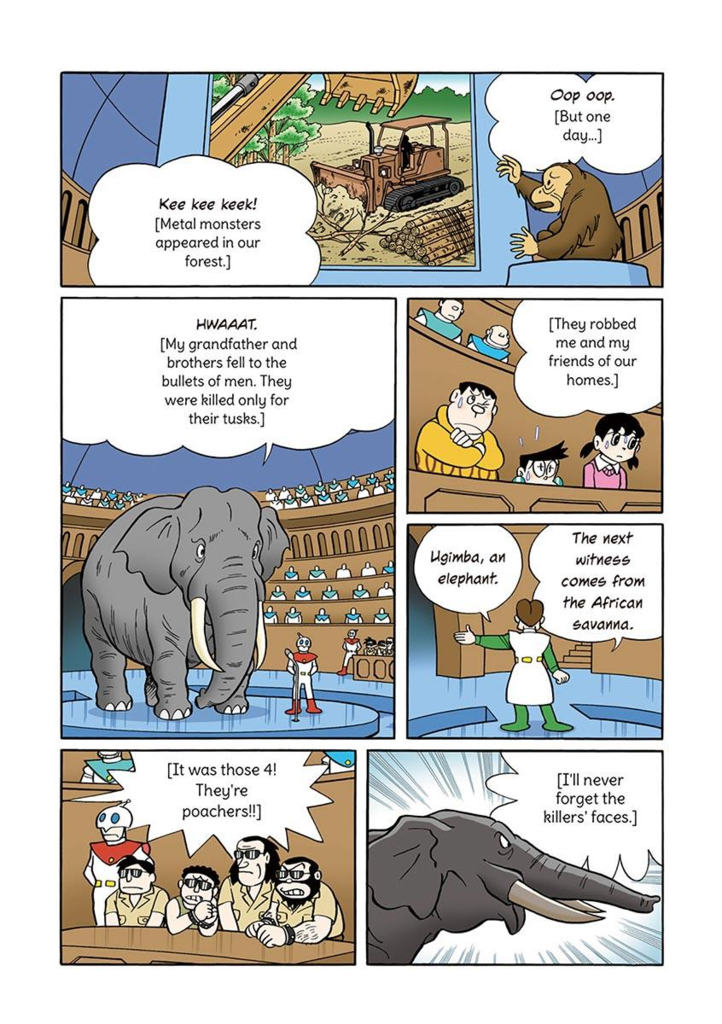 Oop oop.
[But one
day...]
Kee kee keek!
[Metal monsters
appeared in our
forest.]
[They robbed
me and my
friends of our
homes.]
The next
witness
comes from
the African
savanna.
Ugimba, an
elephant.
HWAAAT.
[My grandfather and
brothers fell to the
bullets of men. They
were killed only for
their tusks.]
[I'll never
forget the
killers' faces.]
[It was those 4!
They're
poachers!!]